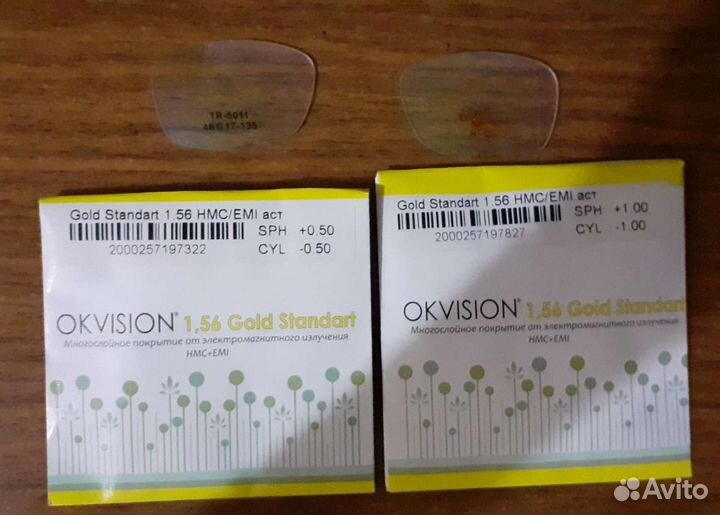 TR-5011
48 17-135
Gold Standart 1,56 HMC/EMI аст
SPH +0.50
2000257197322
CYL -0.50
OKVISION® 1,56 Gold Standart
Многослойное покрытие от электромагнитного излучения
HMC+EMI
Gold Standart 1,56 HMC/EMI аст
SPH +1.00
2000257197827
CYL -1.00
OKVISION® 1,56 Gold Standart
Многослойное покрытие от электромагнитного излучения
HMC+EMI
Avito